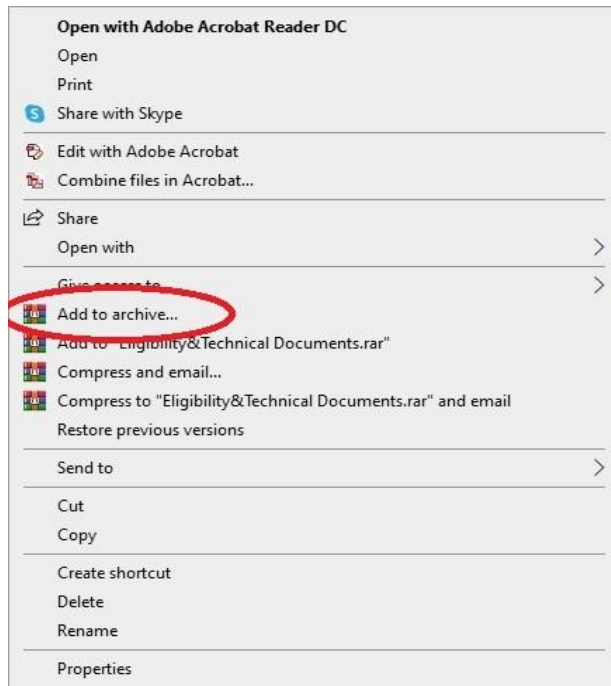 Open with Adobe Acrobat Reader DC
Open
Print
Share with Skype
Edit with Adobe Acrobat
Combine files in Acrobat...
Share
Open with
Give access to
Add to archive...
Add to "Eligibility&Technical Documents.rar"
Compress and email...
Compress to "Eligibility&Technical Documents.rar" and email
Restore previous versions
Send to
Cut
Copy
Create shortcut
Delete
Rename
Properties